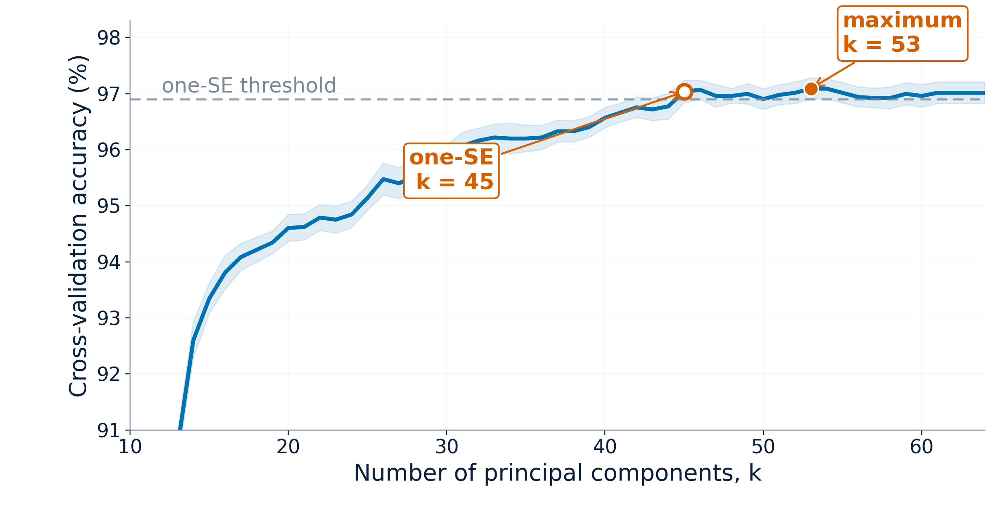 maximum
k = 53
one-SE threshold
one-SE
k = 45
Cross-validation accuracy (%)
98
97
96
95
94
93
92
91
10 20 30 40 50 60
Number of principal components, k